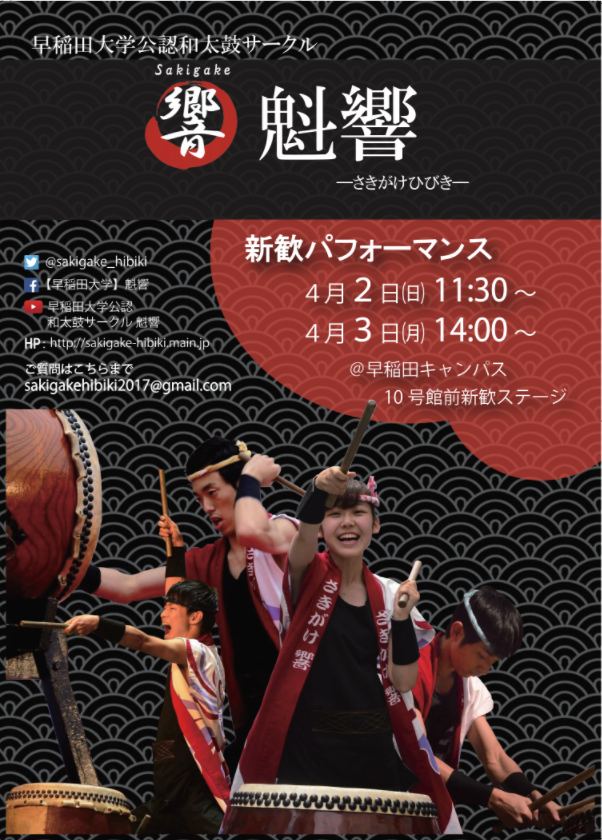 早稲田大学公認和太鼓サークル
Sakigake
響
魁響
―さきがけひびき―
新歓パフォーマンス
4月2日(日) 11:30～
4月3日(月) 14:00～
＠早稲田キャンパス
10号館前新歓ステージ
@sakigake_hibiki
【早稲田大学】魁響
早稲田大学公認
和太鼓サークル 魁響
HP : http://sakigake-hibiki.main.jp
ご質問はこちらまで
sakigakehibiki2017@gmail.com
さきがけ響
さきがけ響